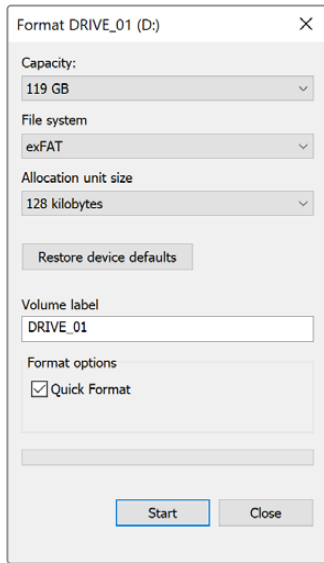 Format DRIVE_01 (D:)
Capacity:
119 GB
File system
exFAT
Allocation unit size
128 kilobytes
Restore device defaults
Volume label
DRIVE_01
Format options
Quick Format
Start Close